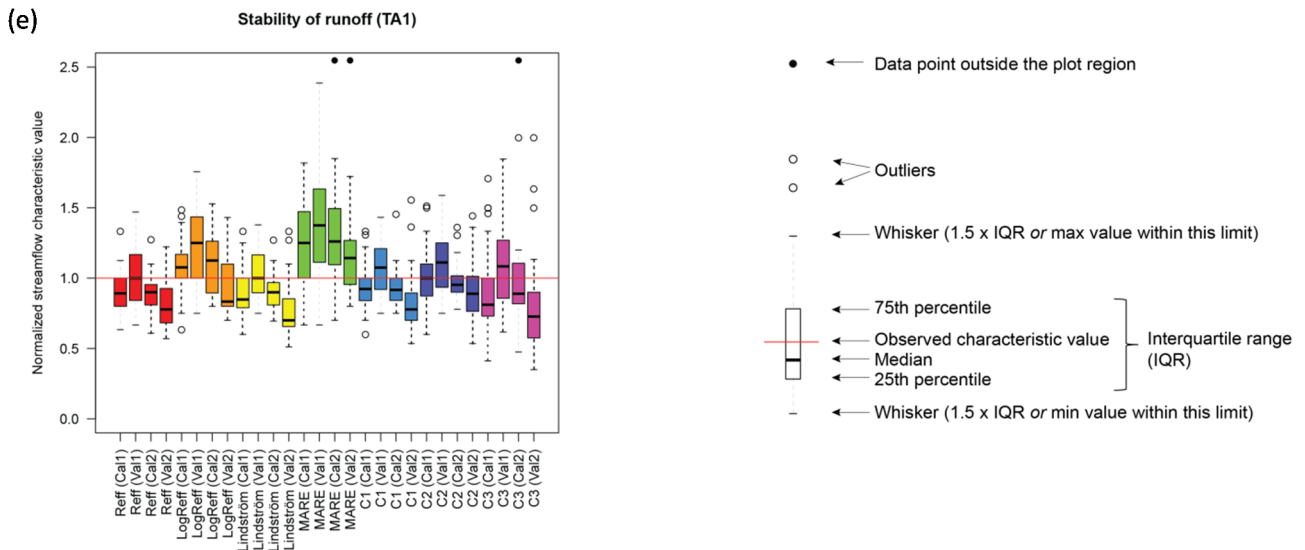 (e)
Stability of runoff (TA1)
Normalized streamflow characteristic value
2.5
2.0
1.5
1.0
0.5
0.0
Reff (Cal1)
Reff (Val1)
Reff (Cal2)
Reff (Val2)
LogReff (Cal1)
LogReff (Val1)
LogReff (Cal2)
LogReff (Val2)
Lindström (Cal1)
Lindström (Val1)
Lindström (Cal2)
Lindström (Val2)
MARE (Cal1)
MARE (Val1)
MARE (Cal2)
MARE (Val2)
C1 (Cal1)
C1 (Val1)
C1 (Cal2)
C1 (Val2)
C2 (Cal1)
C2 (Val1)
C2 (Cal2)
C2 (Val2)
C3 (Cal1)
C3 (Val1)
C3 (Cal2)
C3 (Val2)
Data point outside the plot region
Outliers
Whisker (1.5 x IQR or max value within this limit)
75th percentile
Observed characteristic value
Median
25th percentile
Interquartile range
(IQR)
Whisker (1.5 x IQR or min value within this limit)